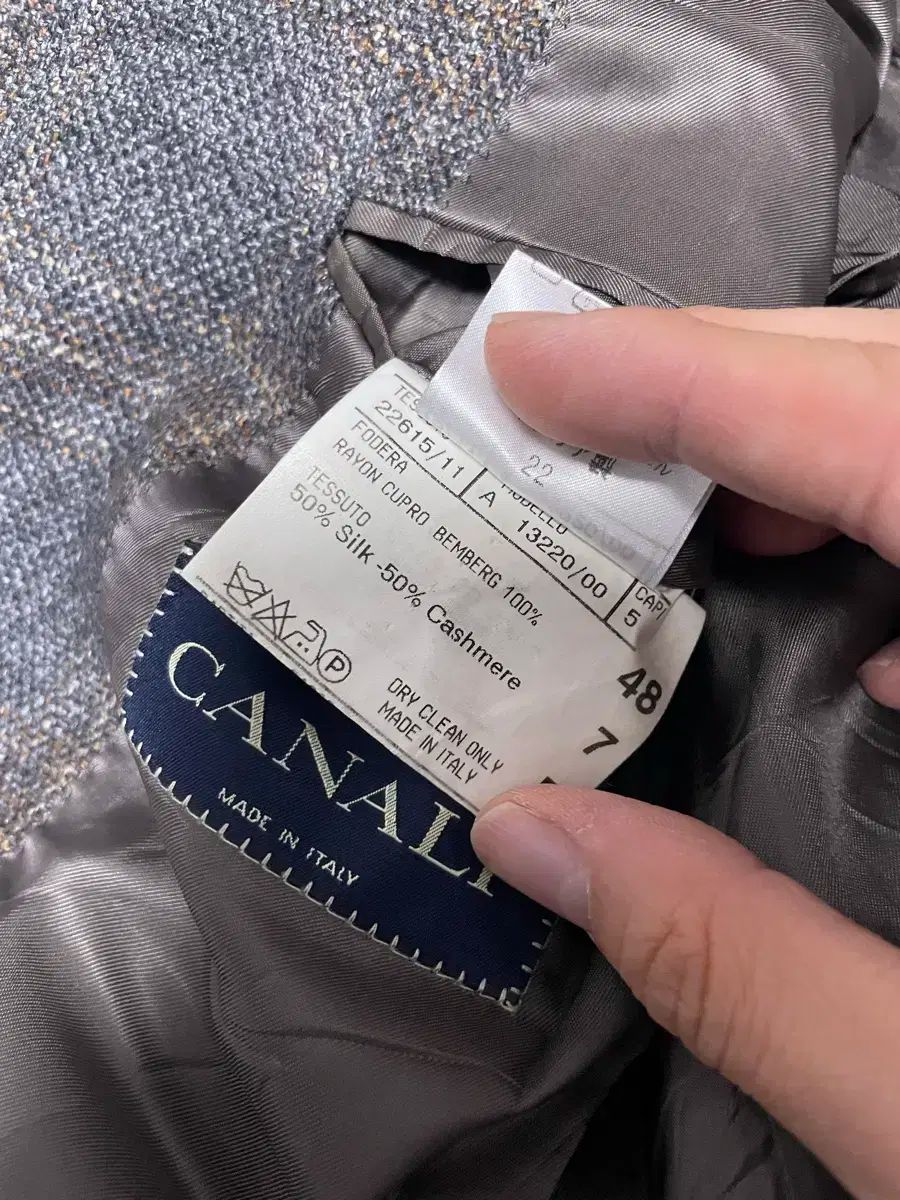 22615/11
A
13220/00
CAPI
5
FODERA
RAYON CUPRO BEMBERG 100%
TESSUTO
50% Silk -50% Cashmere
48
7
P
DRY CLEAN ONLY
MADE IN ITALY
22
CANALI
MADE IN ITALY